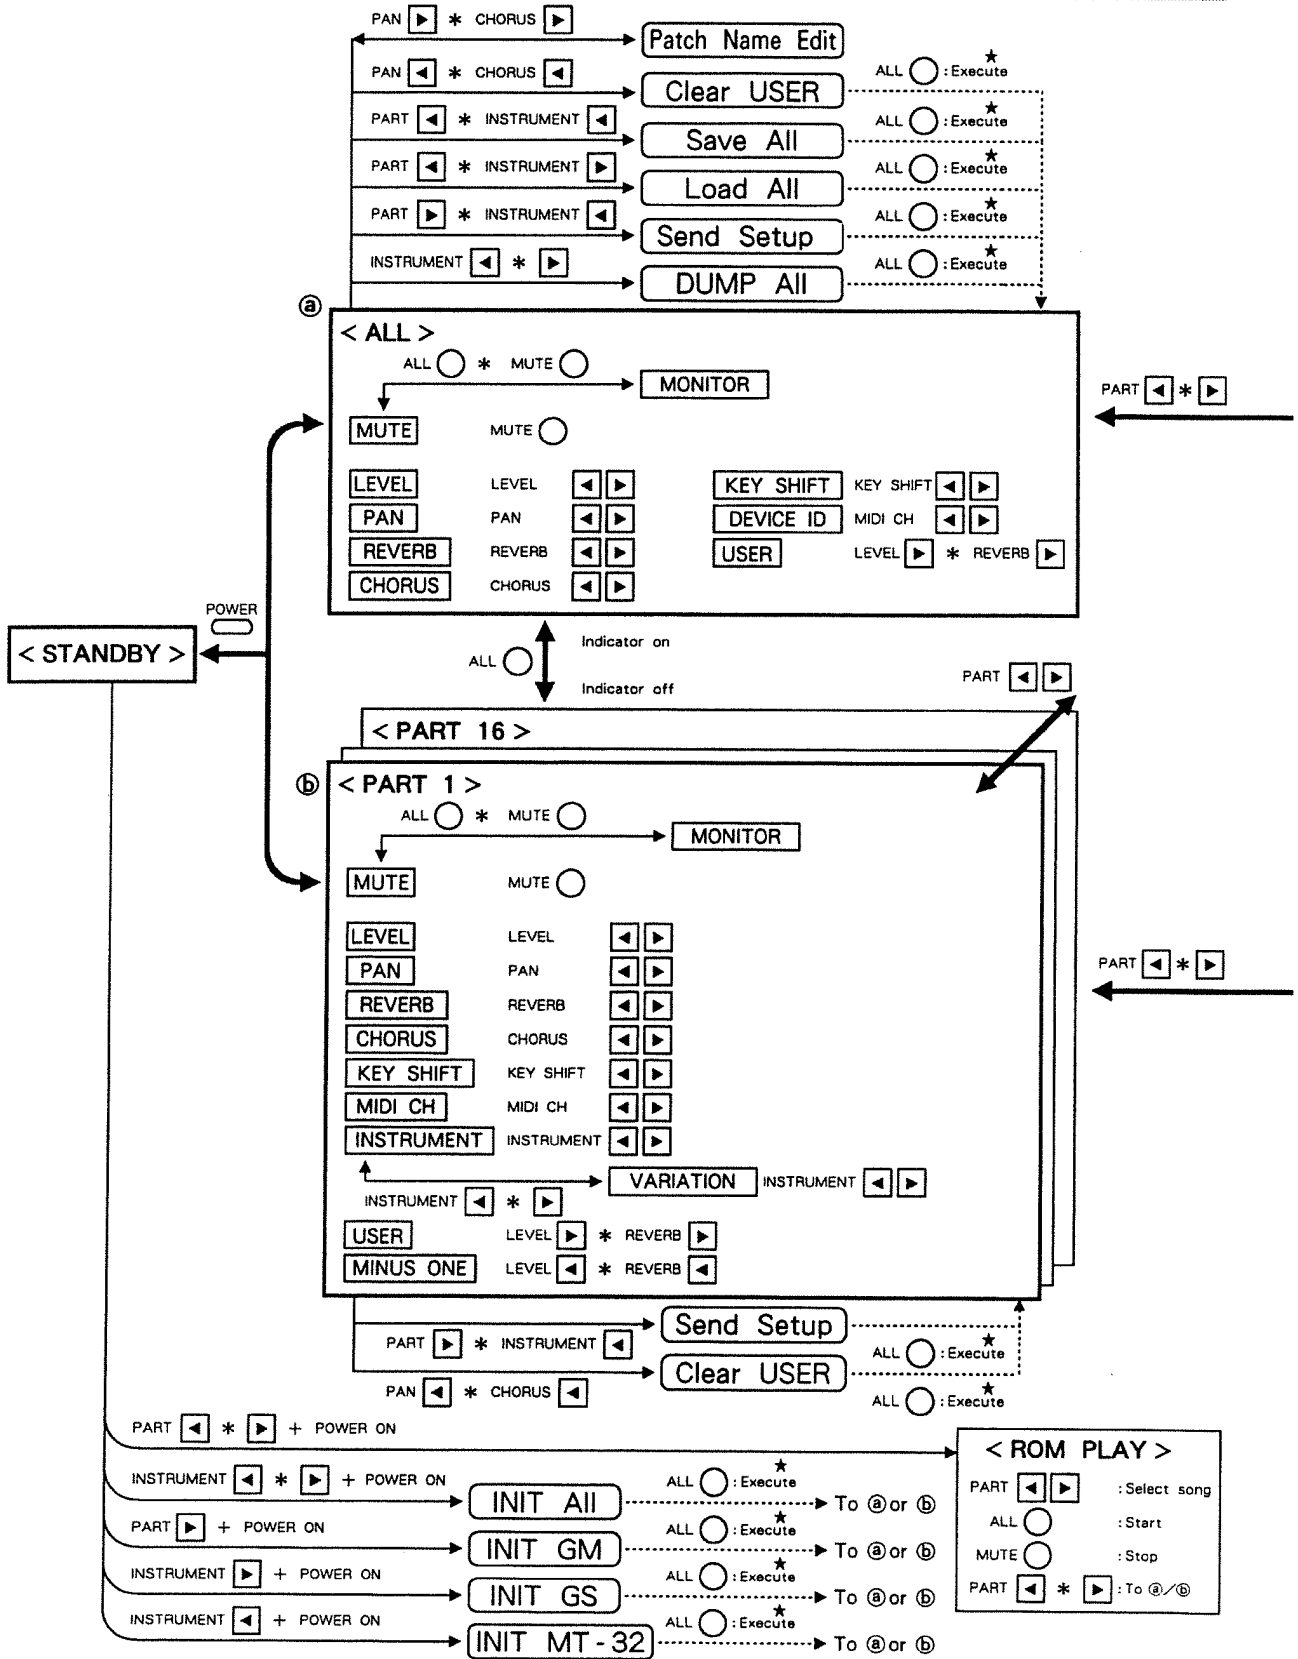 PAN ▶ * CHORUS ▶
Patch Name Edit
PAN ◀ * CHORUS ◀
Clear USER
ALL ◯ : Execute ★
PART ◀ * INSTRUMENT ◀
Save All
ALL ◯ : Execute ★
PART ◀ * INSTRUMENT ▶
Load All
ALL ◯ : Execute ★
PART ▶ * INSTRUMENT ◀
Send Setup
ALL ◯ : Execute ★
INSTRUMENT ◀ * ▶
DUMP All
ALL ◯ : Execute ★
ⓐ
< ALL >
ALL ◯ * MUTE ◯
MONITOR
MUTE MUTE ◯
LEVEL LEVEL ◀ ▶ KEY SHIFT KEY SHIFT ◀ ▶
PAN PAN ◀ ▶ DEVICE ID MIDI CH ◀ ▶
REVERB REVERB ◀ ▶ USER LEVEL ▶ * REVERB ▶
CHORUS CHORUS ◀ ▶
PART ◀ * ▶
POWER
< STANDBY >
ALL ◯
Indicator on
Indicator off
PART ◀ ▶
< PART 16 >
ⓑ
< PART 1 >
ALL ◯ * MUTE ◯
MONITOR
MUTE MUTE ◯
LEVEL LEVEL ◀ ▶
PAN PAN ◀ ▶
REVERB REVERB ◀ ▶
CHORUS CHORUS ◀ ▶
KEY SHIFT KEY SHIFT ◀ ▶
MIDI CH MIDI CH ◀ ▶
INSTRUMENT INSTRUMENT ◀ ▶
VARIATION INSTRUMENT ◀ ▶
INSTRUMENT ◀ * ▶
USER LEVEL ▶ * REVERB ▶
MINUS ONE LEVEL ◀ * REVERB ◀
PART ◀ * ▶
Send Setup
PART ▶ * INSTRUMENT ◀
ALL ◯ : Execute ★
Clear USER
PAN ◀ * CHORUS ◀
ALL ◯ : Execute ★
PART ◀ * ▶ + POWER ON
INSTRUMENT ◀ * ▶ + POWER ON
INIT All
ALL ◯ : Execute ★
To ⓐ or ⓑ
PART ▶ + POWER ON
INIT GM
ALL ◯ : Execute ★
To ⓐ or ⓑ
INSTRUMENT ▶ + POWER ON
INIT GS
ALL ◯ : Execute ★
To ⓐ or ⓑ
INSTRUMENT ◀ + POWER ON
INIT MT-32
ALL ◯ : Execute ★
To ⓐ or ⓑ
< ROM PLAY >
PART ◀ ▶ : Select song
ALL ◯ : Start
MUTE ◯ : Stop
PART ◀ * ▶ : To ⓐ/ⓑ